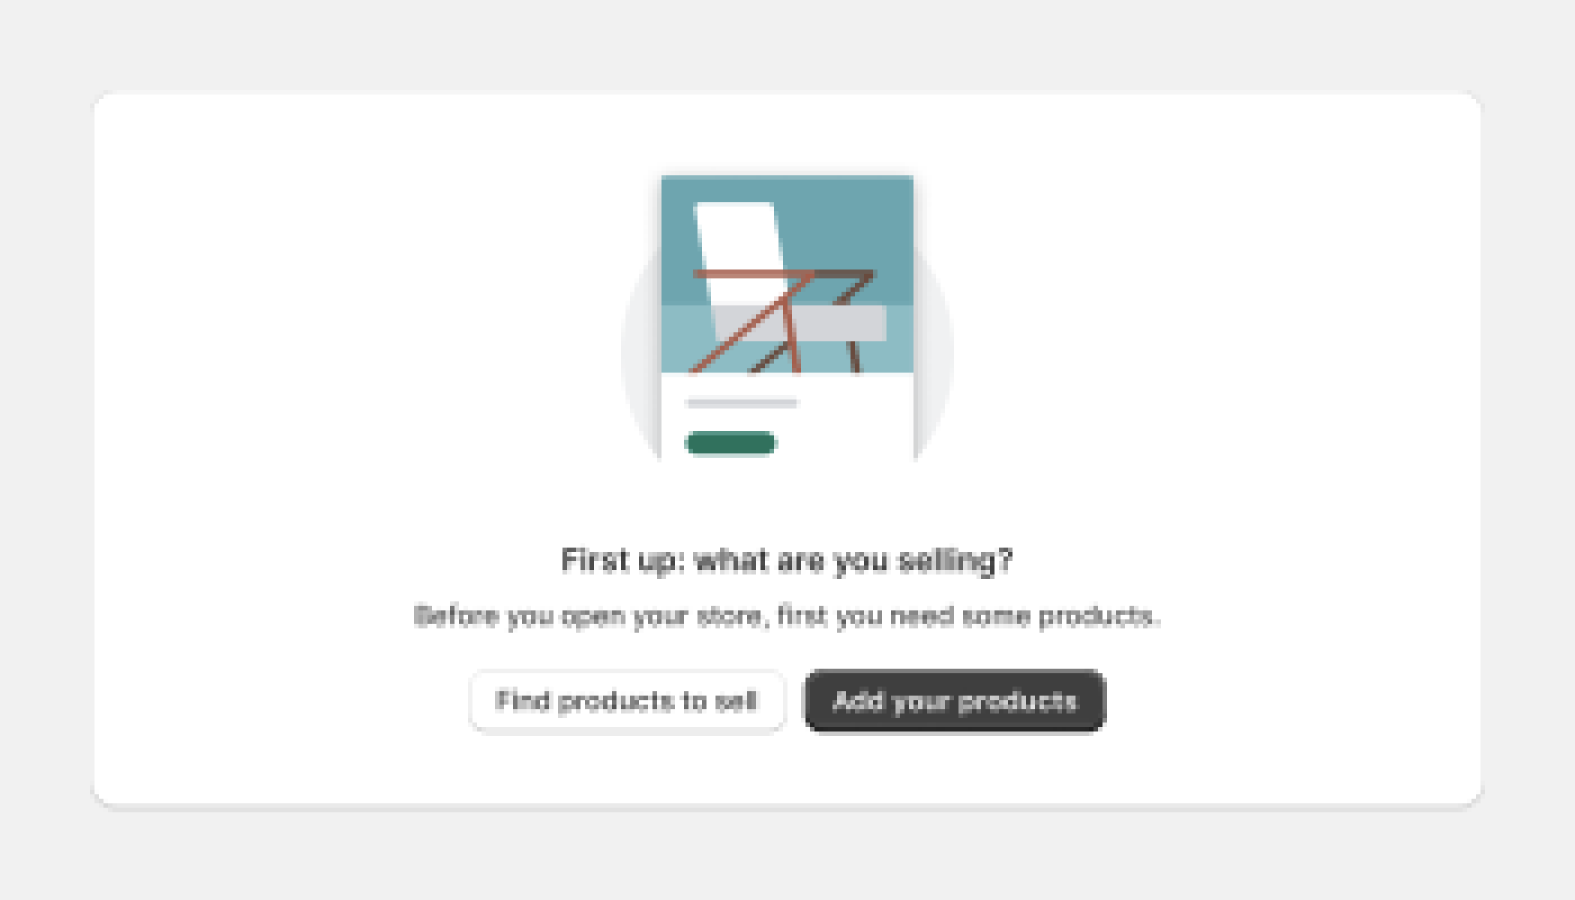 First up: what are you selling?
Before you open your store, first you need some products.
Find products to sell
Add your products